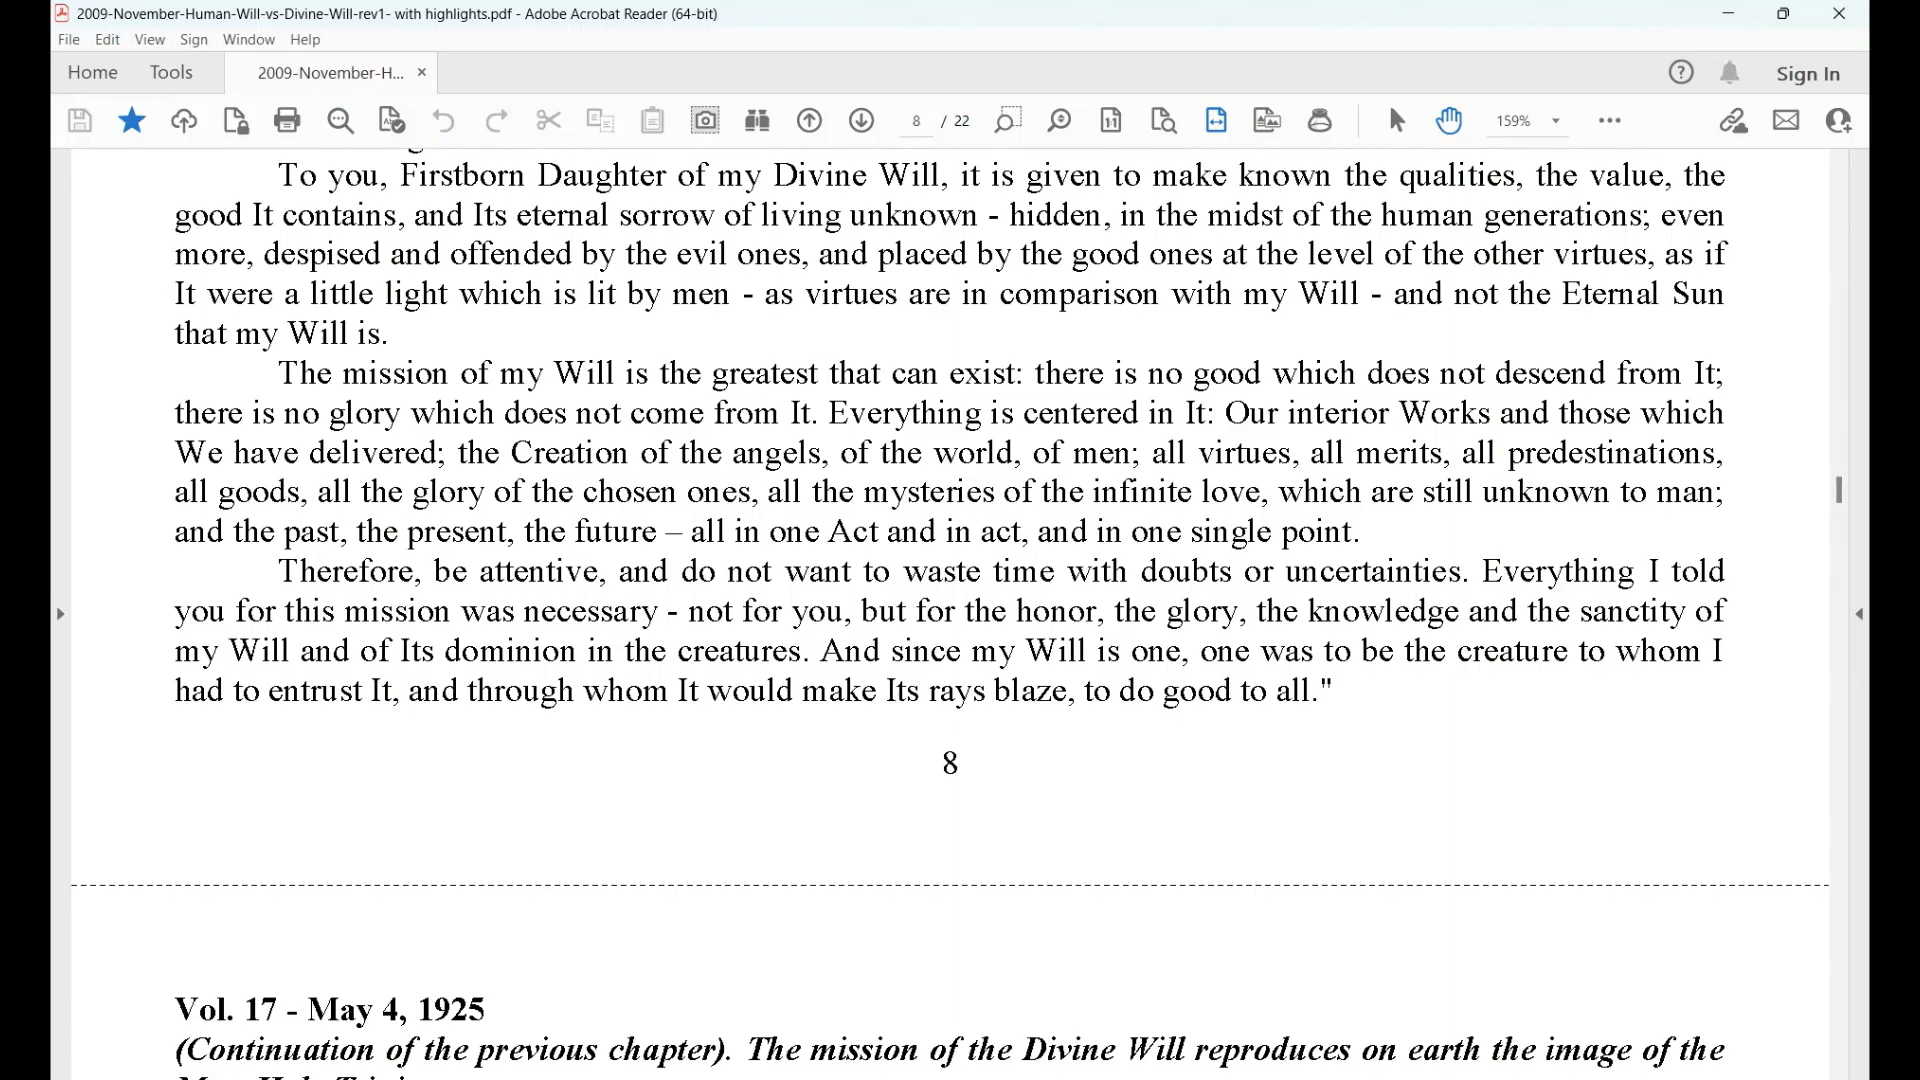 2009-November-Human-Will-vs-Divine-Will-rev1- with highlights.pdf - Adobe Acrobat Reader (64-bit)
File Edit View Sign Window Help
Home Tools 2009-November-H... × Sign In
8 / 22 159%
To you, Firstborn Daughter of my Divine Will, it is given to make known the qualities, the value, the
good It contains, and Its eternal sorrow of living unknown - hidden, in the midst of the human generations; even
more, despised and offended by the evil ones, and placed by the good ones at the level of the other virtues, as if
It were a little light which is lit by men - as virtues are in comparison with my Will - and not the Eternal Sun
that my Will is.
The mission of my Will is the greatest that can exist: there is no good which does not descend from It;
there is no glory which does not come from It. Everything is centered in It: Our interior Works and those which
We have delivered; the Creation of the angels, of the world, of men; all virtues, all merits, all predestinations,
all goods, all the glory of the chosen ones, all the mysteries of the infinite love, which are still unknown to man;
and the past, the present, the future – all in one Act and in act, and in one single point.
Therefore, be attentive, and do not want to waste time with doubts or uncertainties. Everything I told
you for this mission was necessary - not for you, but for the honor, the glory, the knowledge and the sanctity of
my Will and of Its dominion in the creatures. And since my Will is one, one was to be the creature to whom I
had to entrust It, and through whom It would make Its rays blaze, to do good to all."
8
Vol. 17 - May 4, 1925
(Continuation of the previous chapter). The mission of the Divine Will reproduces on earth the image of the